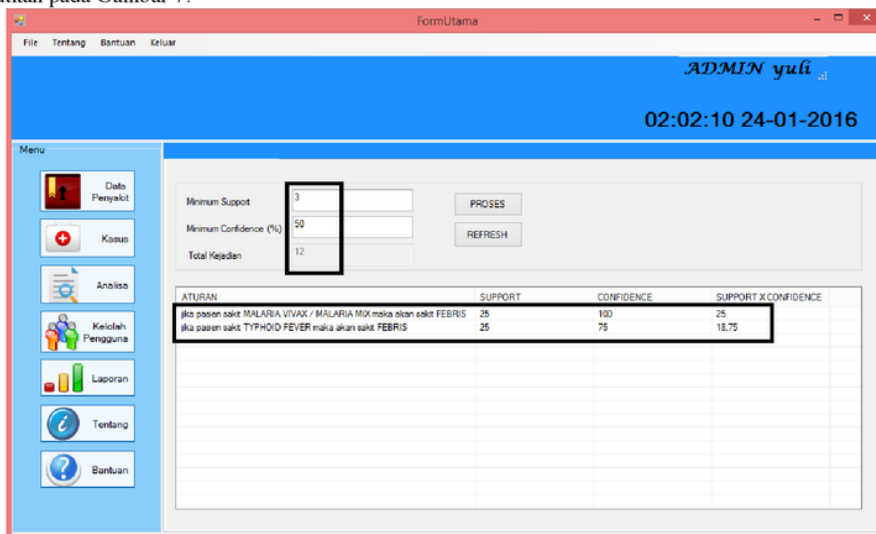 pada Gambar 7.
FormUtama
File Tentang Bantuan Keluar
ADMIN yuli
02:02:10 24-01-2016
Menu
Data Penyakit
Kasus
Analisa
Kelolah Pengguna
Laporan
Tentang
Bantuan
Minimum Support 3 PROSES
Minimum Confidence (%) 50 REFRESH
Total Kejadian 12
ATURAN SUPPORT CONFIDENCE SUPPORT X CONFIDENCE
jika pasien sakit MALARIA VIVAX / MALARIA MIX maka akan sakit FEBRIS 25 100 25
jika pasien sakit TYPHOID FEVER maka akan sakit FEBRIS 25 75 18,75